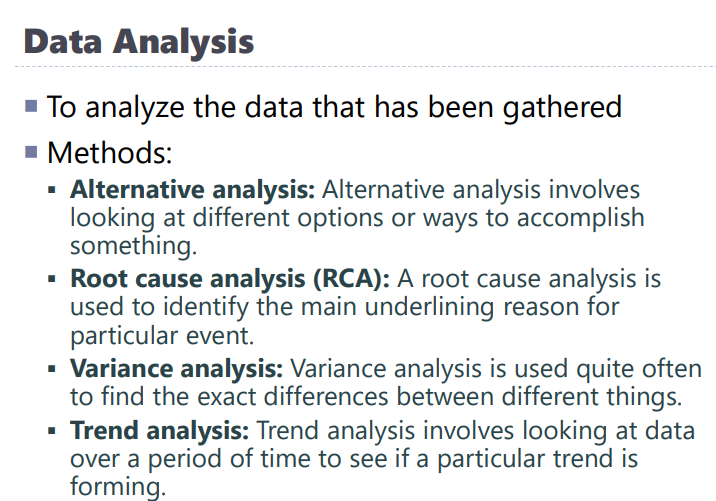 Data Analysis
To analyze the data that has been gathered
Methods:
Alternative analysis: Alternative analysis involves
looking at different options or ways to accomplish
something.
Root cause analysis (RCA): A root cause analysis is
used to identify the main underlining reason for
particular event.
Variance analysis: Variance analysis is used quite often
to find the exact differences between different things.
Trend analysis: Trend analysis involves looking at data
over a period of time to see if a particular trend is
forming.